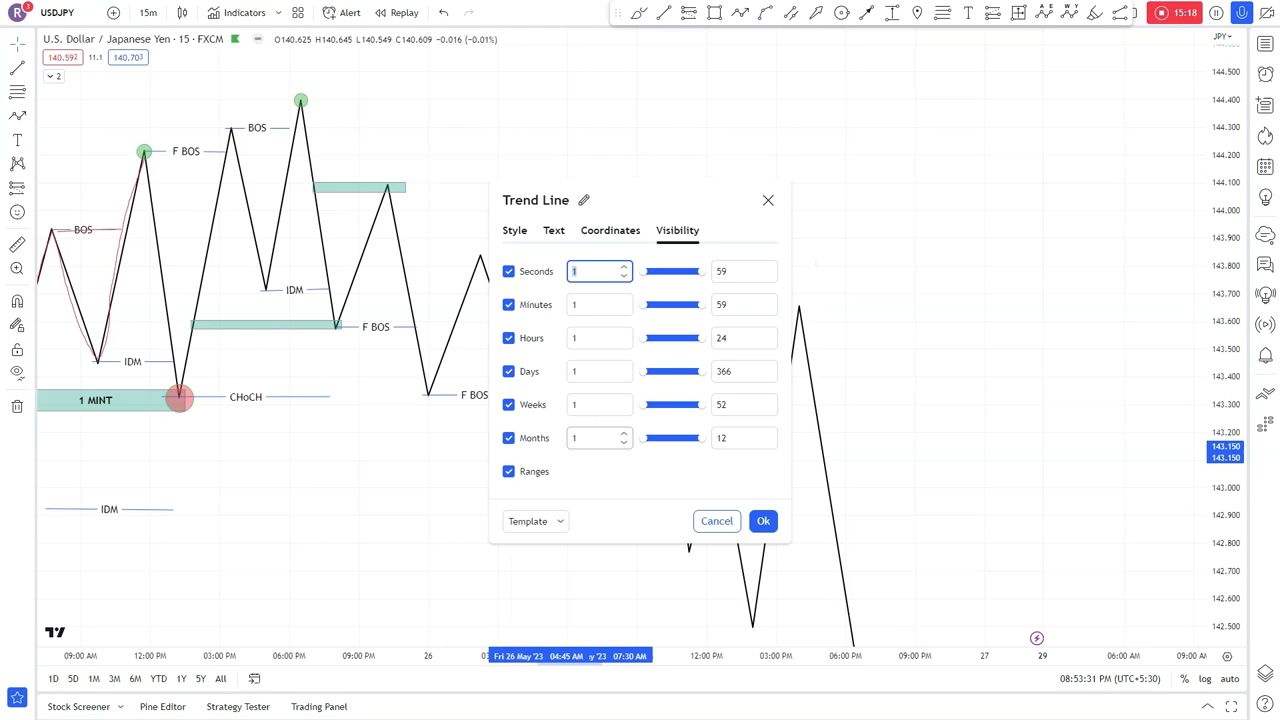 R 3 USDJPY 15m Indicators Alert Replay 15:18
U.S. Dollar / Japanese Yen · 15 · FXCM O140.625 H140.645 L140.549 C140.609 -0.016 (-0.01%) JPY
140.592 11.1 140.703
2
144.500
144.400
144.300
144.100
144.000
143.900
143.800
143.700
143.600
143.500
143.400
143.300
143.200
143.150
143.150
143.000
142.900
142.800
142.700
142.600
142.500
BOS
F BOS
BOS
IDM
F BOS
IDM
1 MINT
CHoCH
F BOS
IDM
Trend Line
Style Text Coordinates Visibility
Seconds 1 59
Minutes 1 59
Hours 1 24
Days 1 366
Weeks 1 52
Months 1 12
Ranges
Template Cancel Ok
09:00 AM 12:00 PM 03:00 PM 06:00 PM 09:00 PM 26 Fri 26 May '23 04:45 AM y '23 07:30 AM 12:00 PM 03:00 PM 06:00 PM 09:00 PM 27 29 06:00 AM 09:00 A
1D 5D 1M 3M 6M YTD 1Y 5Y All 08:53:31 PM (UTC+5:30) % log auto
Stock Screener Pine Editor Strategy Tester Trading Panel